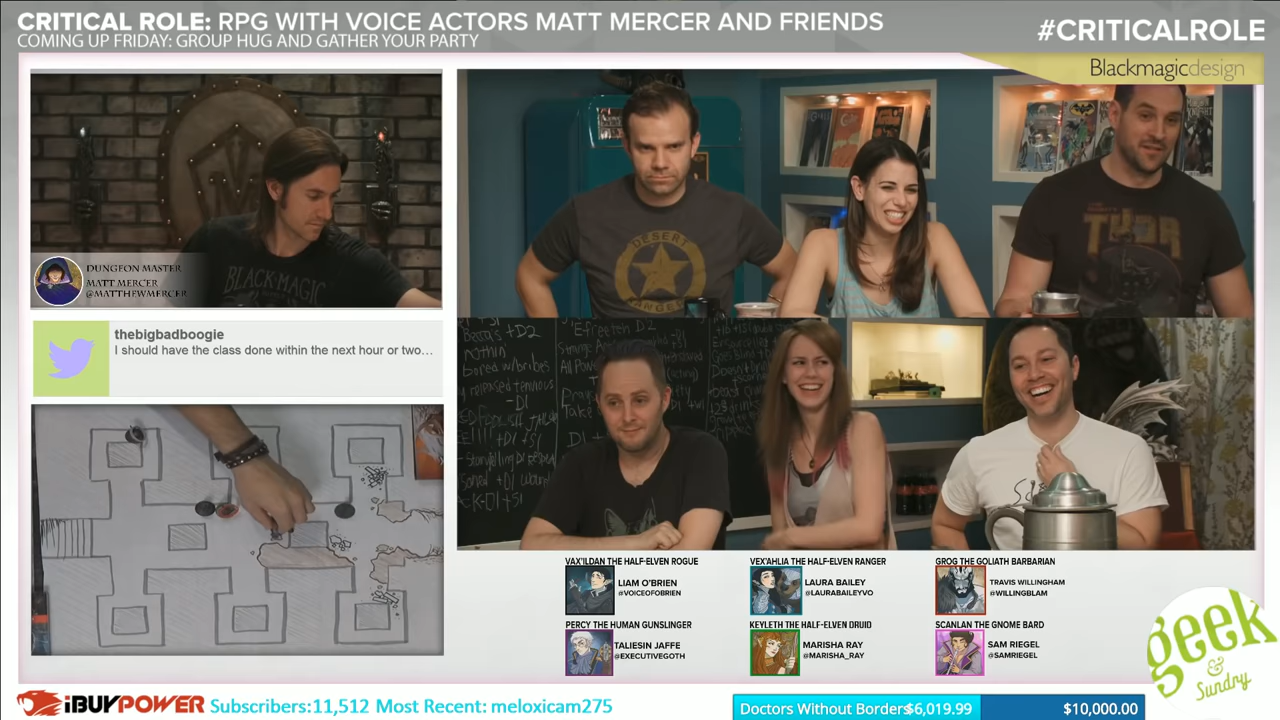 CRITICAL ROLE: RPG WITH VOICE ACTORS MATT MERCER AND FRIENDS
COMING UP FRIDAY: GROUP HUG AND GATHER YOUR PARTY
#CRITICALROLE
Blackmagicdesign
DUNGEON MASTER
MATT MERCER
@MATTHEWMERCER
BLACK MAGIC
DESERT
RANGER
THOR
thebigbadboogie
I should have the class done within the next hour or two…
VAX'ILDAN THE HALF-ELVEN ROGUE
LIAM O'BRIEN
@VOICEOFOBRIEN
VEX'AHLIA THE HALF-ELVEN RANGER
LAURA BAILEY
@LAURABAILEYVO
GROG THE GOLIATH BARBARIAN
TRAVIS WILLINGHAM
@WILLINGBLAM
PERCY THE HUMAN GUNSLINGER
TALIESIN JAFFE
@EXECUTIVEGOTH
KEYLETH THE HALF-ELVEN DRUID
MARISHA RAY
@MARISHA_RAY
SCANLAN THE GNOME BARD
SAM RIEGEL
@SAMRIEGEL
geek
&
Sundry
iBUYPOWER
Subscribers:11,512 Most Recent: meloxicam275
Doctors Without Borders $6,019.99
$10,000.00